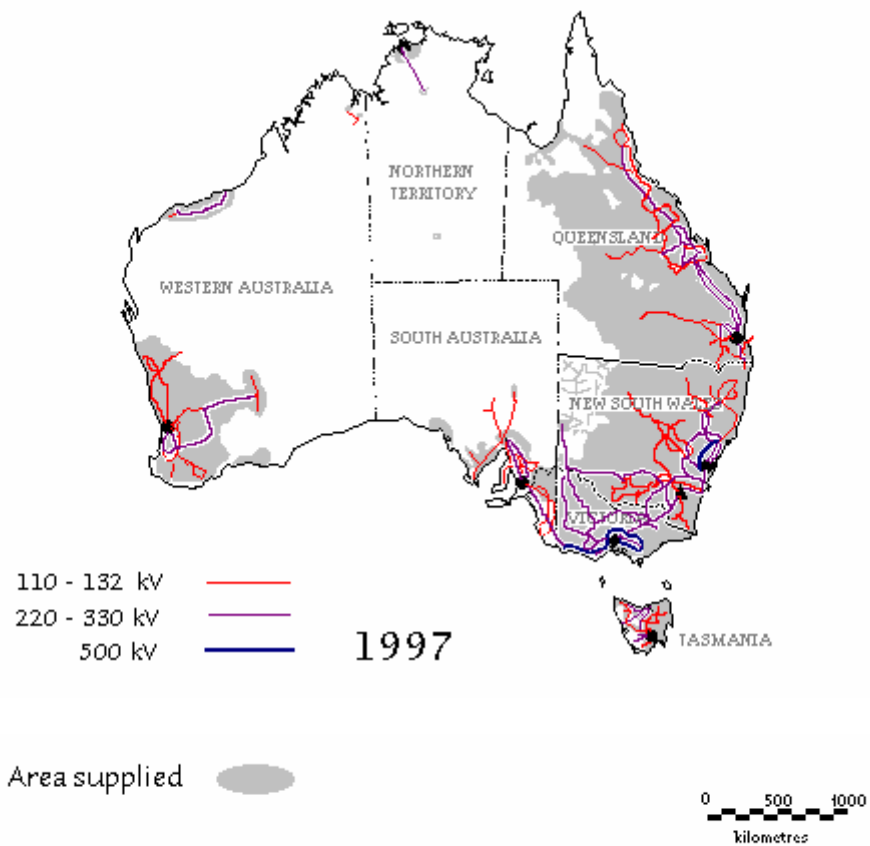 NORTHERN
TERRITORY
QUEENSLAND
WESTERN AUSTRALIA
SOUTH AUSTRALIA
NEW SOUTH WALES
VICTORIA
110 - 132 kV
220 - 330 kV
500 kV
1997
TASMANIA
Area supplied
0 500 1000
kilometres